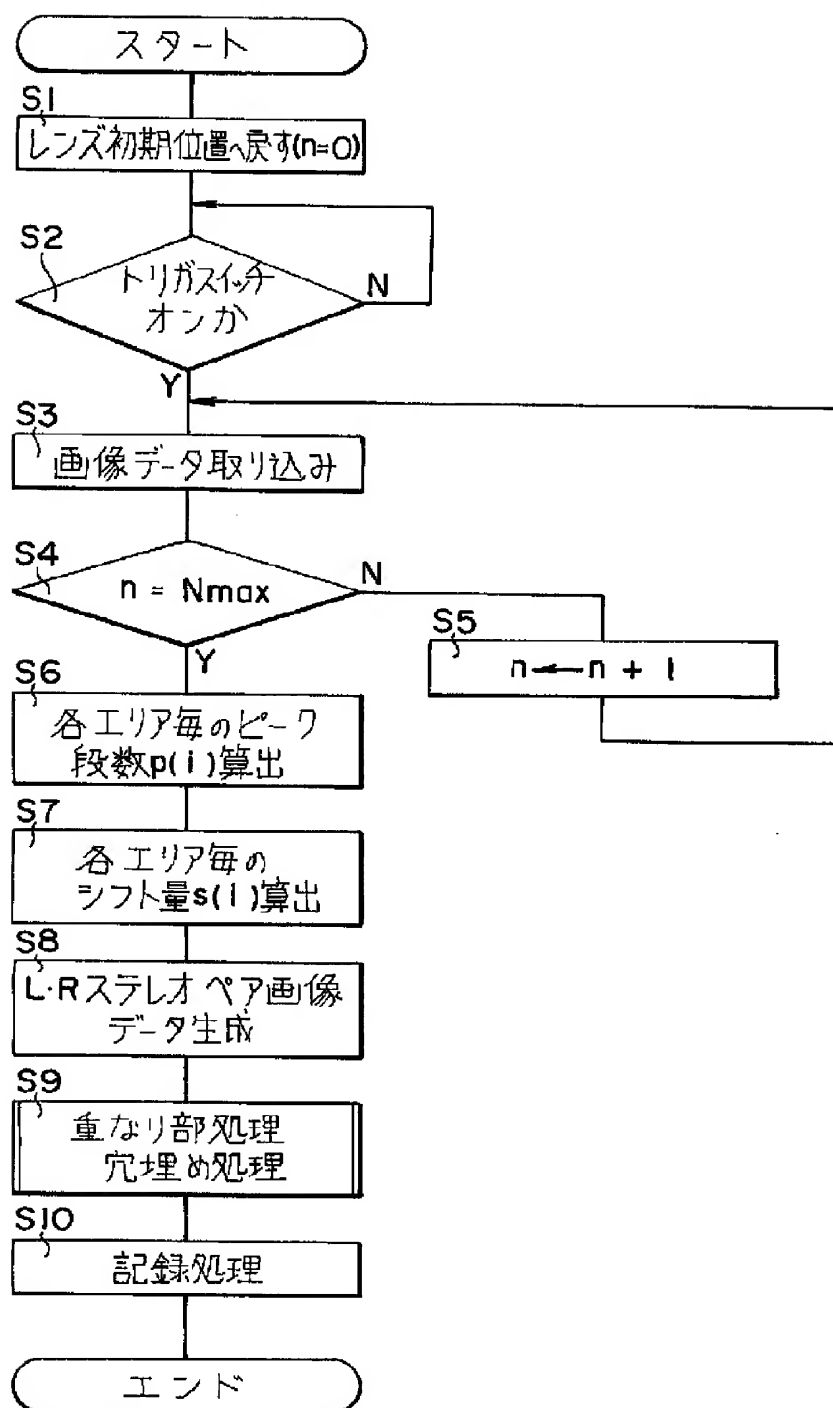 スタート
S1
レンズ初期位置へ戻す(n=0)
S2
トリガスイッチ
オンか
N
Y
S3
画像データ取り込み
S4
n = Nmax
N
Y
S5
n ← n + 1
S6
各エリア毎のピーク
段数p(i)算出
S7
各エリア毎の
シフト量s(i)算出
S8
L·Rステレオペア画像
データ生成
S9
重なり部処理
穴埋め処理
S10
記録処理
エンド